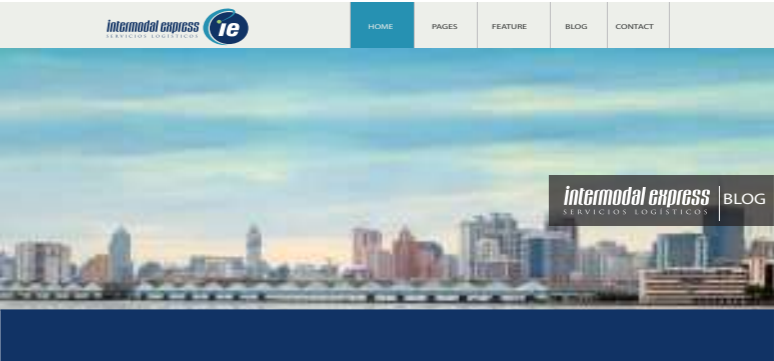 intermodal express
SERVICIOS LOGÍSTICOS
ie
HOME
PAGES
FEATURE
BLOG
CONTACT
intermodal express
SERVICIOS LOGÍSTICOS
BLOG